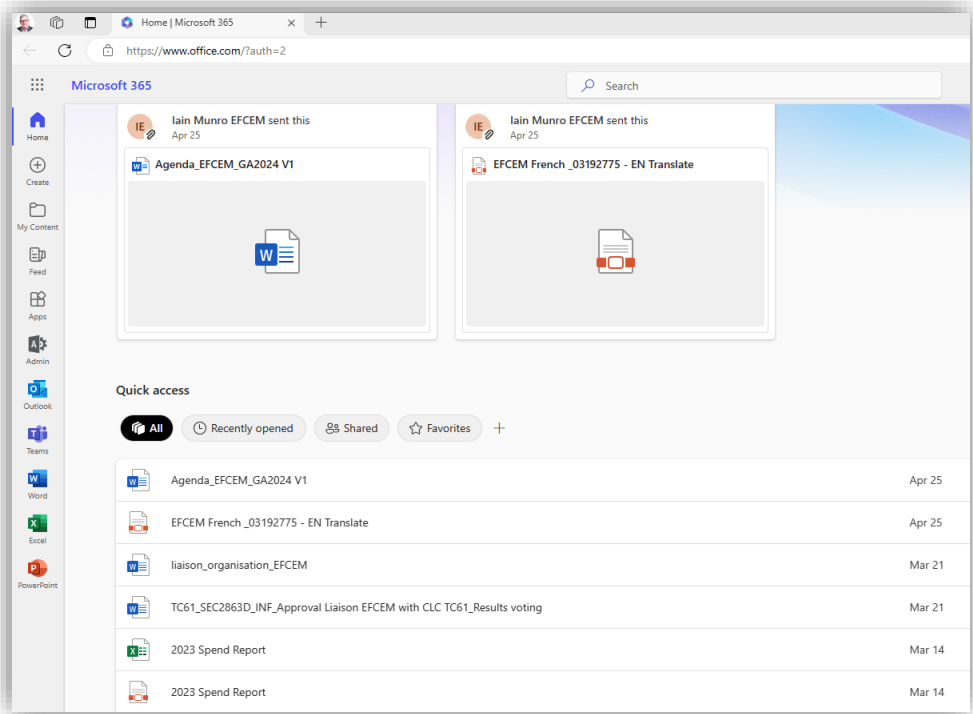 Home | Microsoft 365
https://www.office.com/?auth=2
Microsoft 365
Search
Home
Create
My Content
Feed
Apps
Admin
Outlook
Teams
Word
Excel
PowerPoint
IE
Iain Munro EFCEM sent this
Apr 25
Agenda_EFCEM_GA2024 V1
IE
Iain Munro EFCEM sent this
Apr 25
EFCEM French _03192775 - EN Translate
Quick access
All
Recently opened
Shared
Favorites
Agenda_EFCEM_GA2024 V1 Apr 25
EFCEM French _03192775 - EN Translate Apr 25
liaison_organisation_EFCEM Mar 21
TC61_SEC2863D_INF_Approval Liaison EFCEM with CLC TC61_Results voting Mar 21
2023 Spend Report Mar 14
2023 Spend Report Mar 14